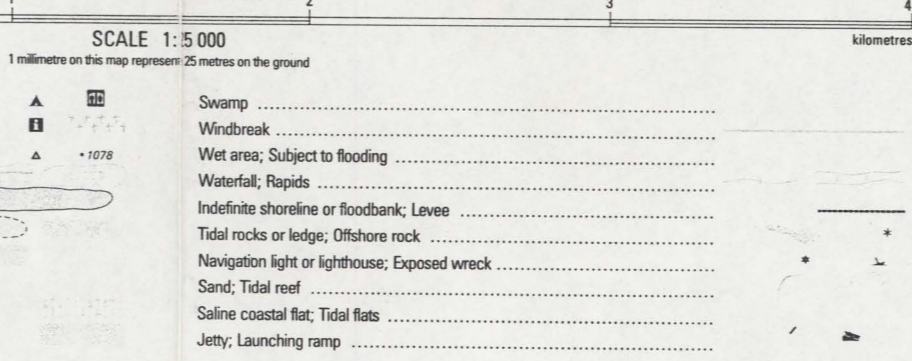 2 3 4
SCALE 1:25 000 kilometres
1 millimetre on this map represent 25 metres on the ground
Swamp
i Windbreak
•1078 Wet area; Subject to flooding
Waterfall; Rapids
Indefinite shoreline or floodbank; Levee
Tidal rocks or ledge; Offshore rock
Navigation light or lighthouse; Exposed wreck
Sand; Tidal reef
Saline coastal flat; Tidal flats
Jetty; Launching ramp